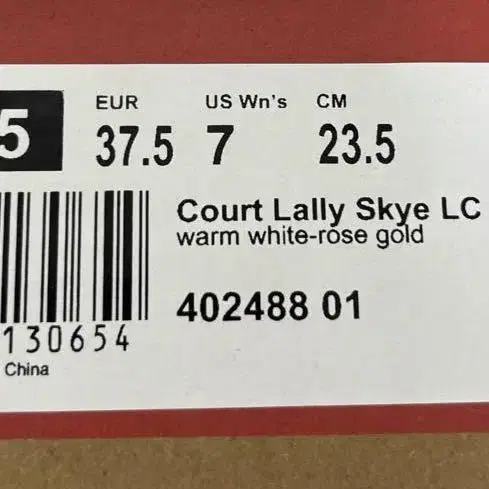 EUR US Wn's CM
5 37.5 7 23.5
Court Lally Skye LC
warm white-rose gold
402488 01
130654
China